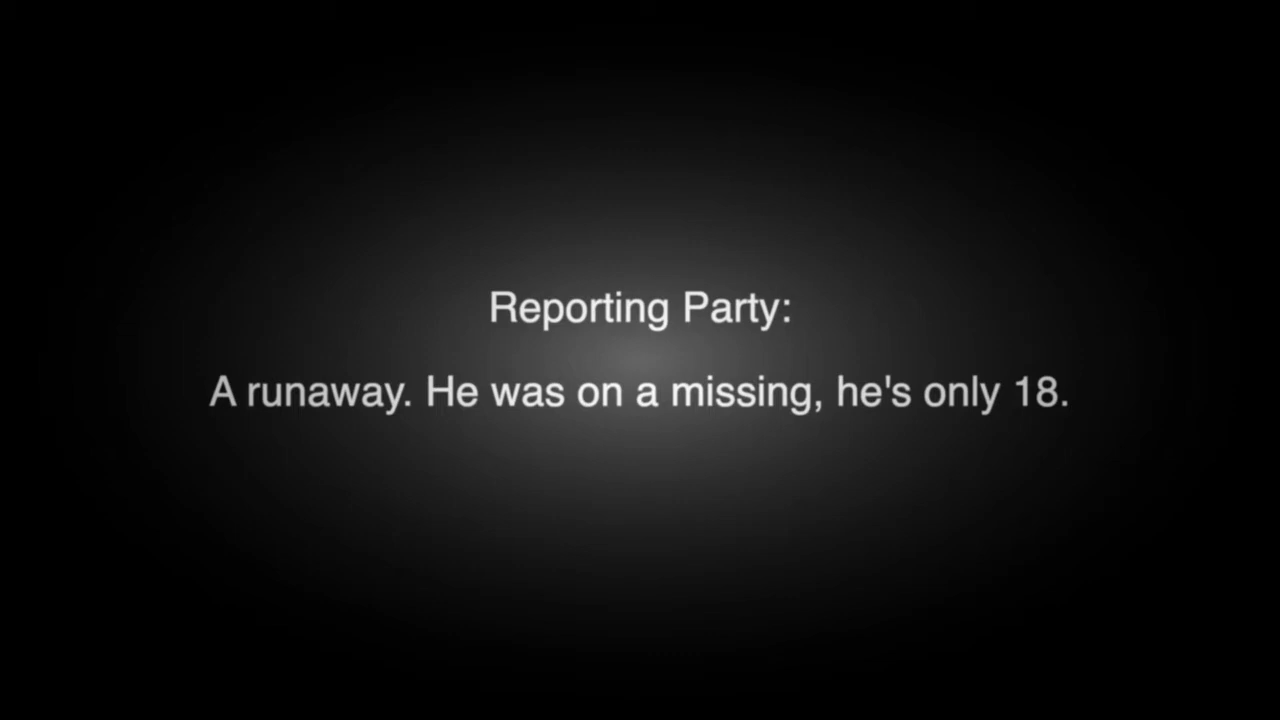 Reporting Party:
A runaway. He was on a missing, he's only 18.